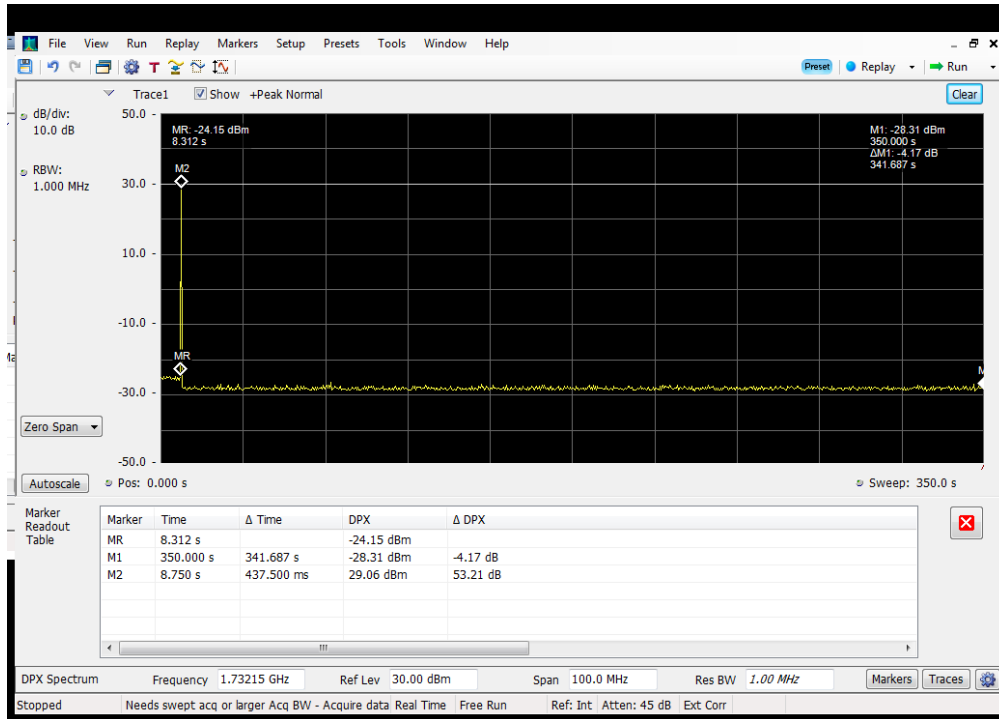 File View Run Replay Markers Setup Presets Tools Window Help
Preset Replay Run
Trace1 Show +Peak Normal Clear
dB/div:
10.0 dB
RBW:
1.000 MHz
50.0
30.0
10.0
-10.0
-30.0
-50.0
MR: -24.15 dBm
8.312 s
M1: -28.31 dBm
350.000 s
ΔM1: -4.17 dB
341.687 s
M2
MR
M
Zero Span
Autoscale Pos: 0.000 s Sweep: 350.0 s
Marker
Readout
Table
Marker Time Δ Time DPX Δ DPX
MR 8.312 s -24.15 dBm
M1 350.000 s 341.687 s -28.31 dBm -4.17 dB
M2 8.750 s 437.500 ms 29.06 dBm 53.21 dB
DPX Spectrum Frequency 1.73215 GHz Ref Lev 30.00 dBm Span 100.0 MHz Res BW 1.00 MHz Markers Traces
Stopped Needs swept acq or larger Acq BW - Acquire data Real Time Free Run Ref: Int Atten: 45 dB Ext Corr